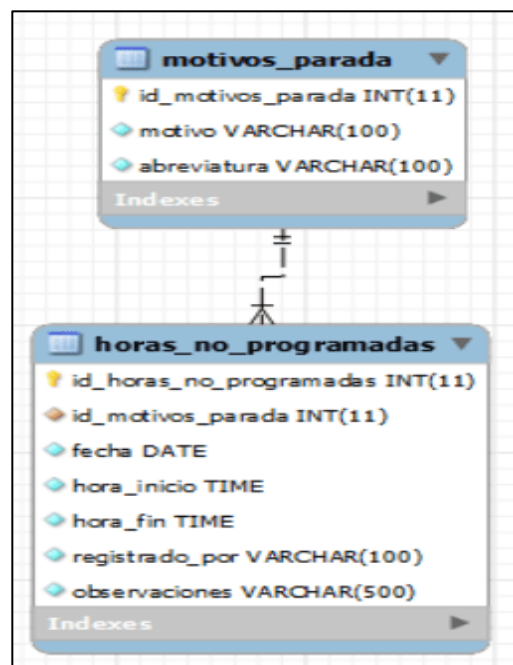 motivos_parada
id_motivos_parada INT(11)
motivo VARCHAR(100)
abreviatura VARCHAR(100)
Indexes
horas_no_programadas
id_horas_no_programadas INT(11)
id_motivos_parada INT(11)
fecha DATE
hora_inicio TIME
hora_fin TIME
registrado_por VARCHAR(100)
observaciones VARCHAR(500)
Indexes